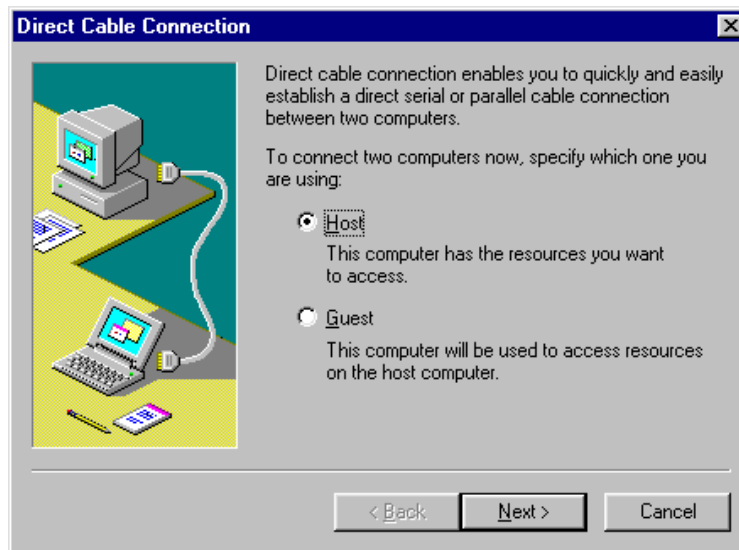 Direct Cable Connection
Direct cable connection enables you to quickly and easily
establish a direct serial or parallel cable connection
between two computers.
To connect two computers now, specify which one you
are using:
Host
This computer has the resources you want
to access.
Guest
This computer will be used to access resources
on the host computer.
< Back
Next >
Cancel